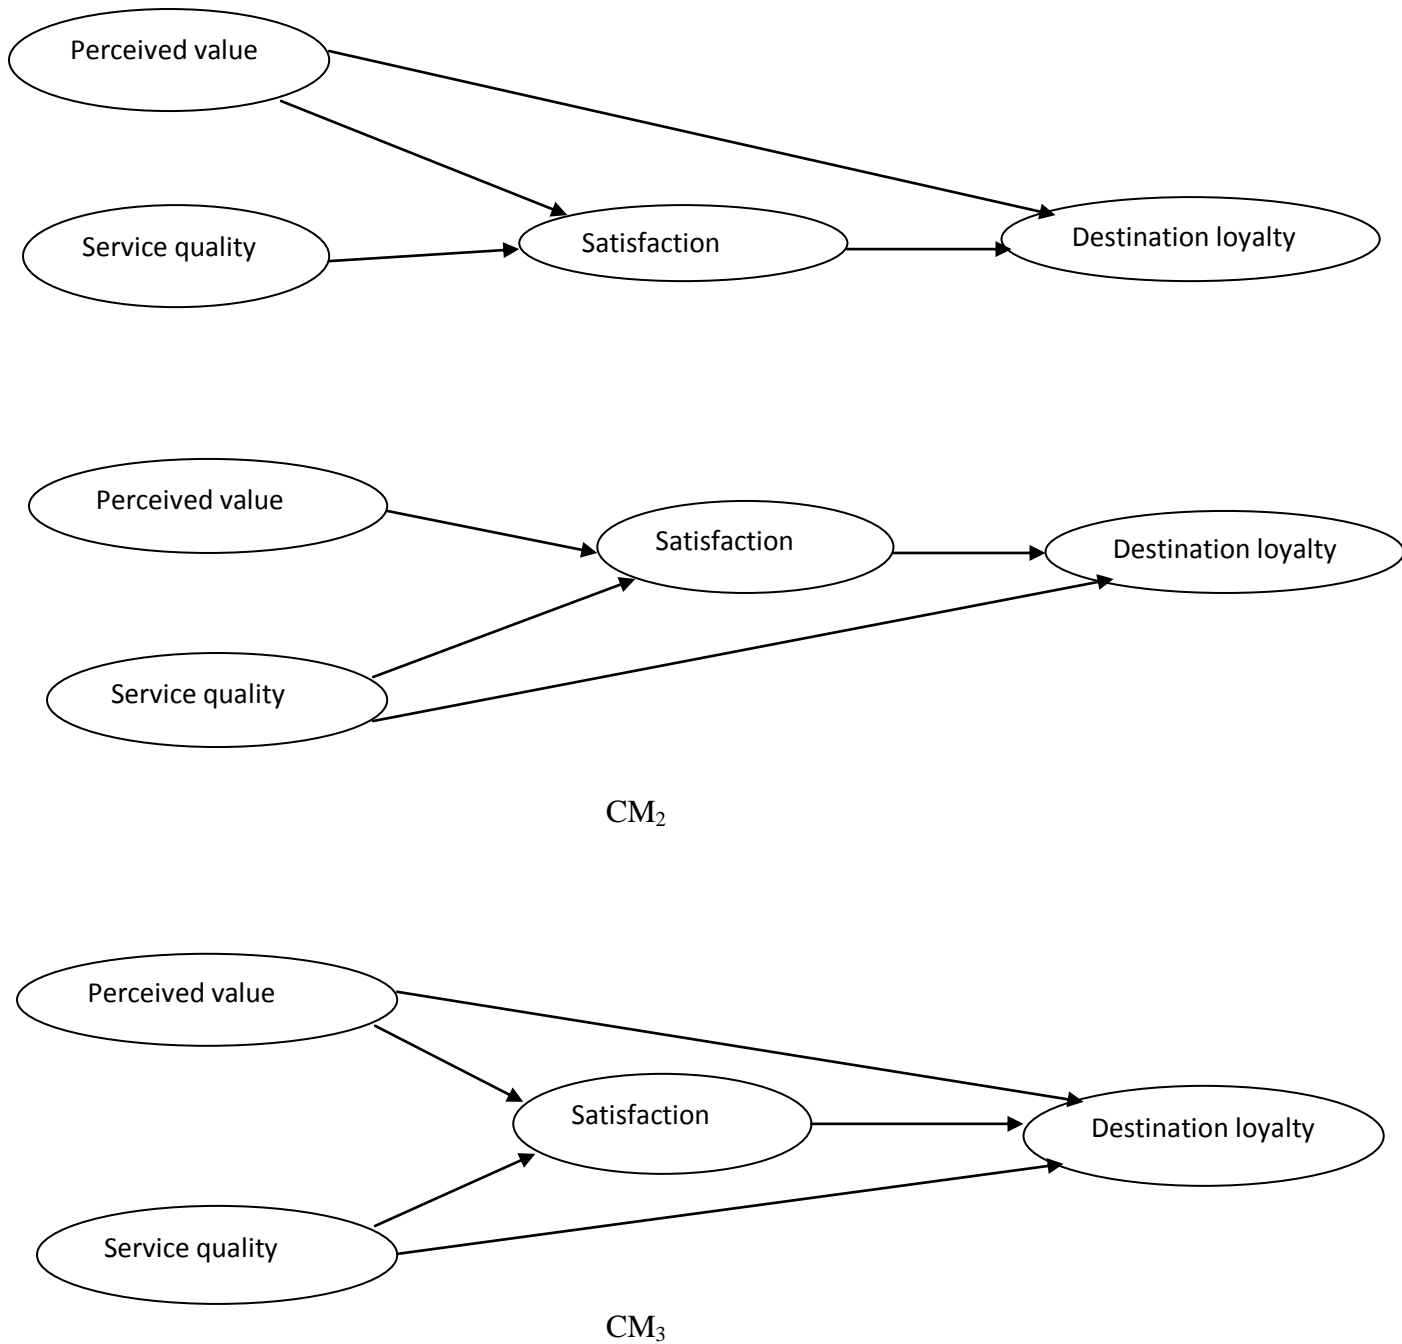 Perceived value
Service quality
Satisfaction
Destination loyalty
Perceived value
Satisfaction
Destination loyalty
Service quality
CM₂
Perceived value
Satisfaction
Destination loyalty
Service quality
CM₃